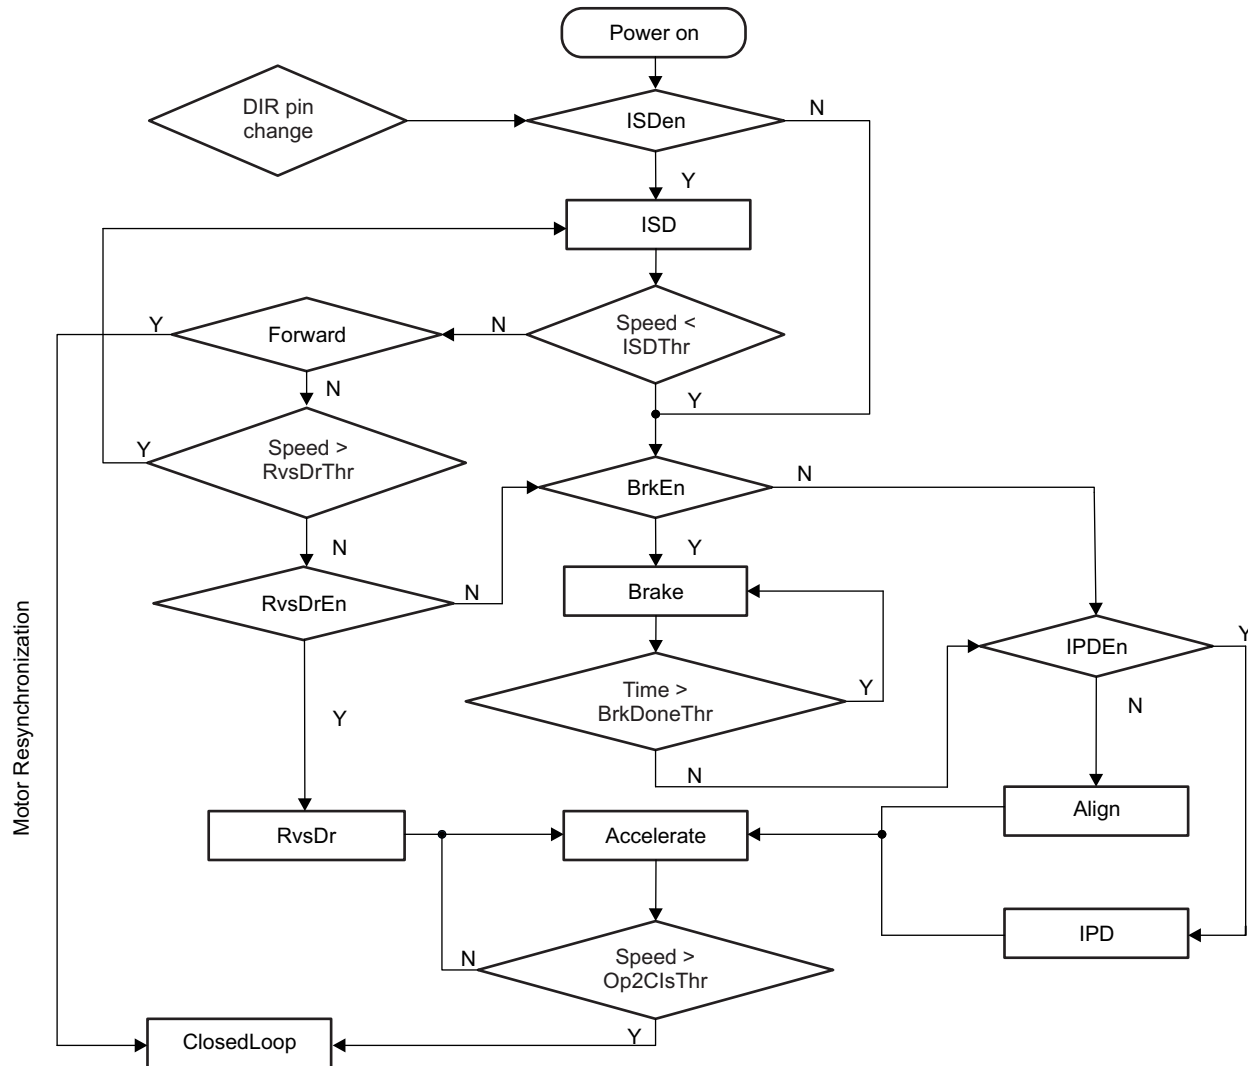 Power on
DIR pin
change
ISDen
N
Y
ISD
Speed <
ISDThr
N
Forward
Y
Y
N
Speed >
RvsDrThr
Y
N
BrkEn
N
Y
RvsDrEn
N
Brake
IPDEn
Y
Time >
BrkDoneThr
Y
N
Y
N
Motor Resynchronization
RvsDr
Accelerate
Align
IPD
Speed >
Op2ClsThr
N
Y
ClosedLoop